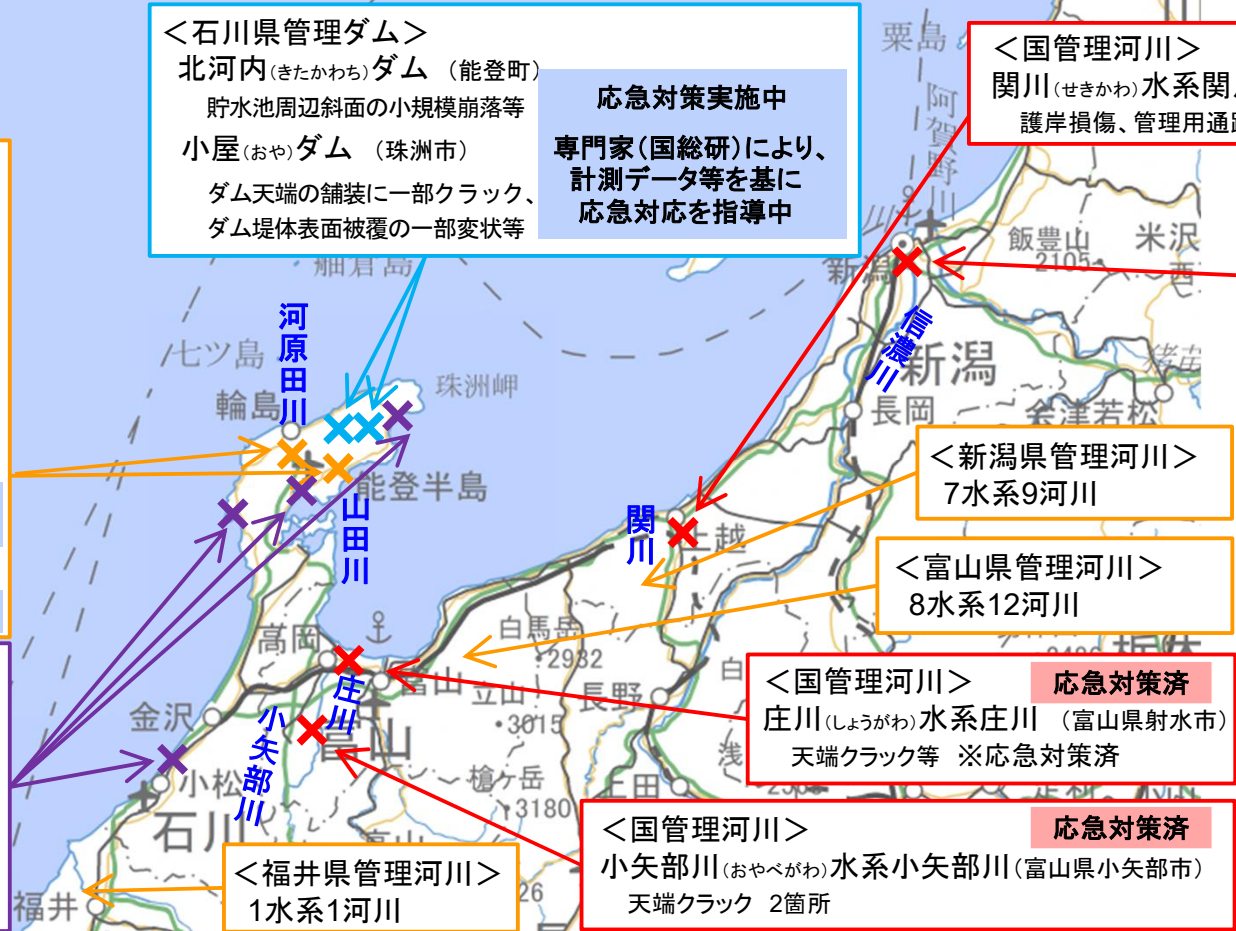 ＜石川県管理ダム＞
北河内(きたかわち)ダム （能登町）
貯水池周辺斜面の小規模崩落等
小屋(おや)ダム （珠洲市）
ダム天端の舗装に一部クラック、
ダム堤体表面被覆の一部変状等
応急対策実施中
専門家(国総研)により、
計測データ等を基に
応急対応を指導中
＜国管理河川＞
関川(せきかわ)水系関
護岸損傷、管理用通
粟島
阿賀野川
飯豊山
2105
米沢
新潟
信濃川
新潟
長岡
会津若松
舳倉島
七ツ島
河原田川
輪島
珠洲岬
能登半島
山田川
関川
上越
＜新潟県管理河川＞
7水系9河川
＜富山県管理河川＞
8水系12河川
高岡
白馬岳
2932
富山
立山
3015
長野
庄川
小矢部川
富山
金沢
小松
石川
槍ヶ岳
3180
上田
＜国管理河川＞
応急対策済
庄川(しょうがわ)水系庄川 （富山県射水市）
天端クラック等 ※応急対策済
＜国管理河川＞
応急対策済
小矢部川(おやべがわ)水系小矢部川(富山県小矢部市)
天端クラック 2箇所
＜福井県管理河川＞
1水系1河川
福井